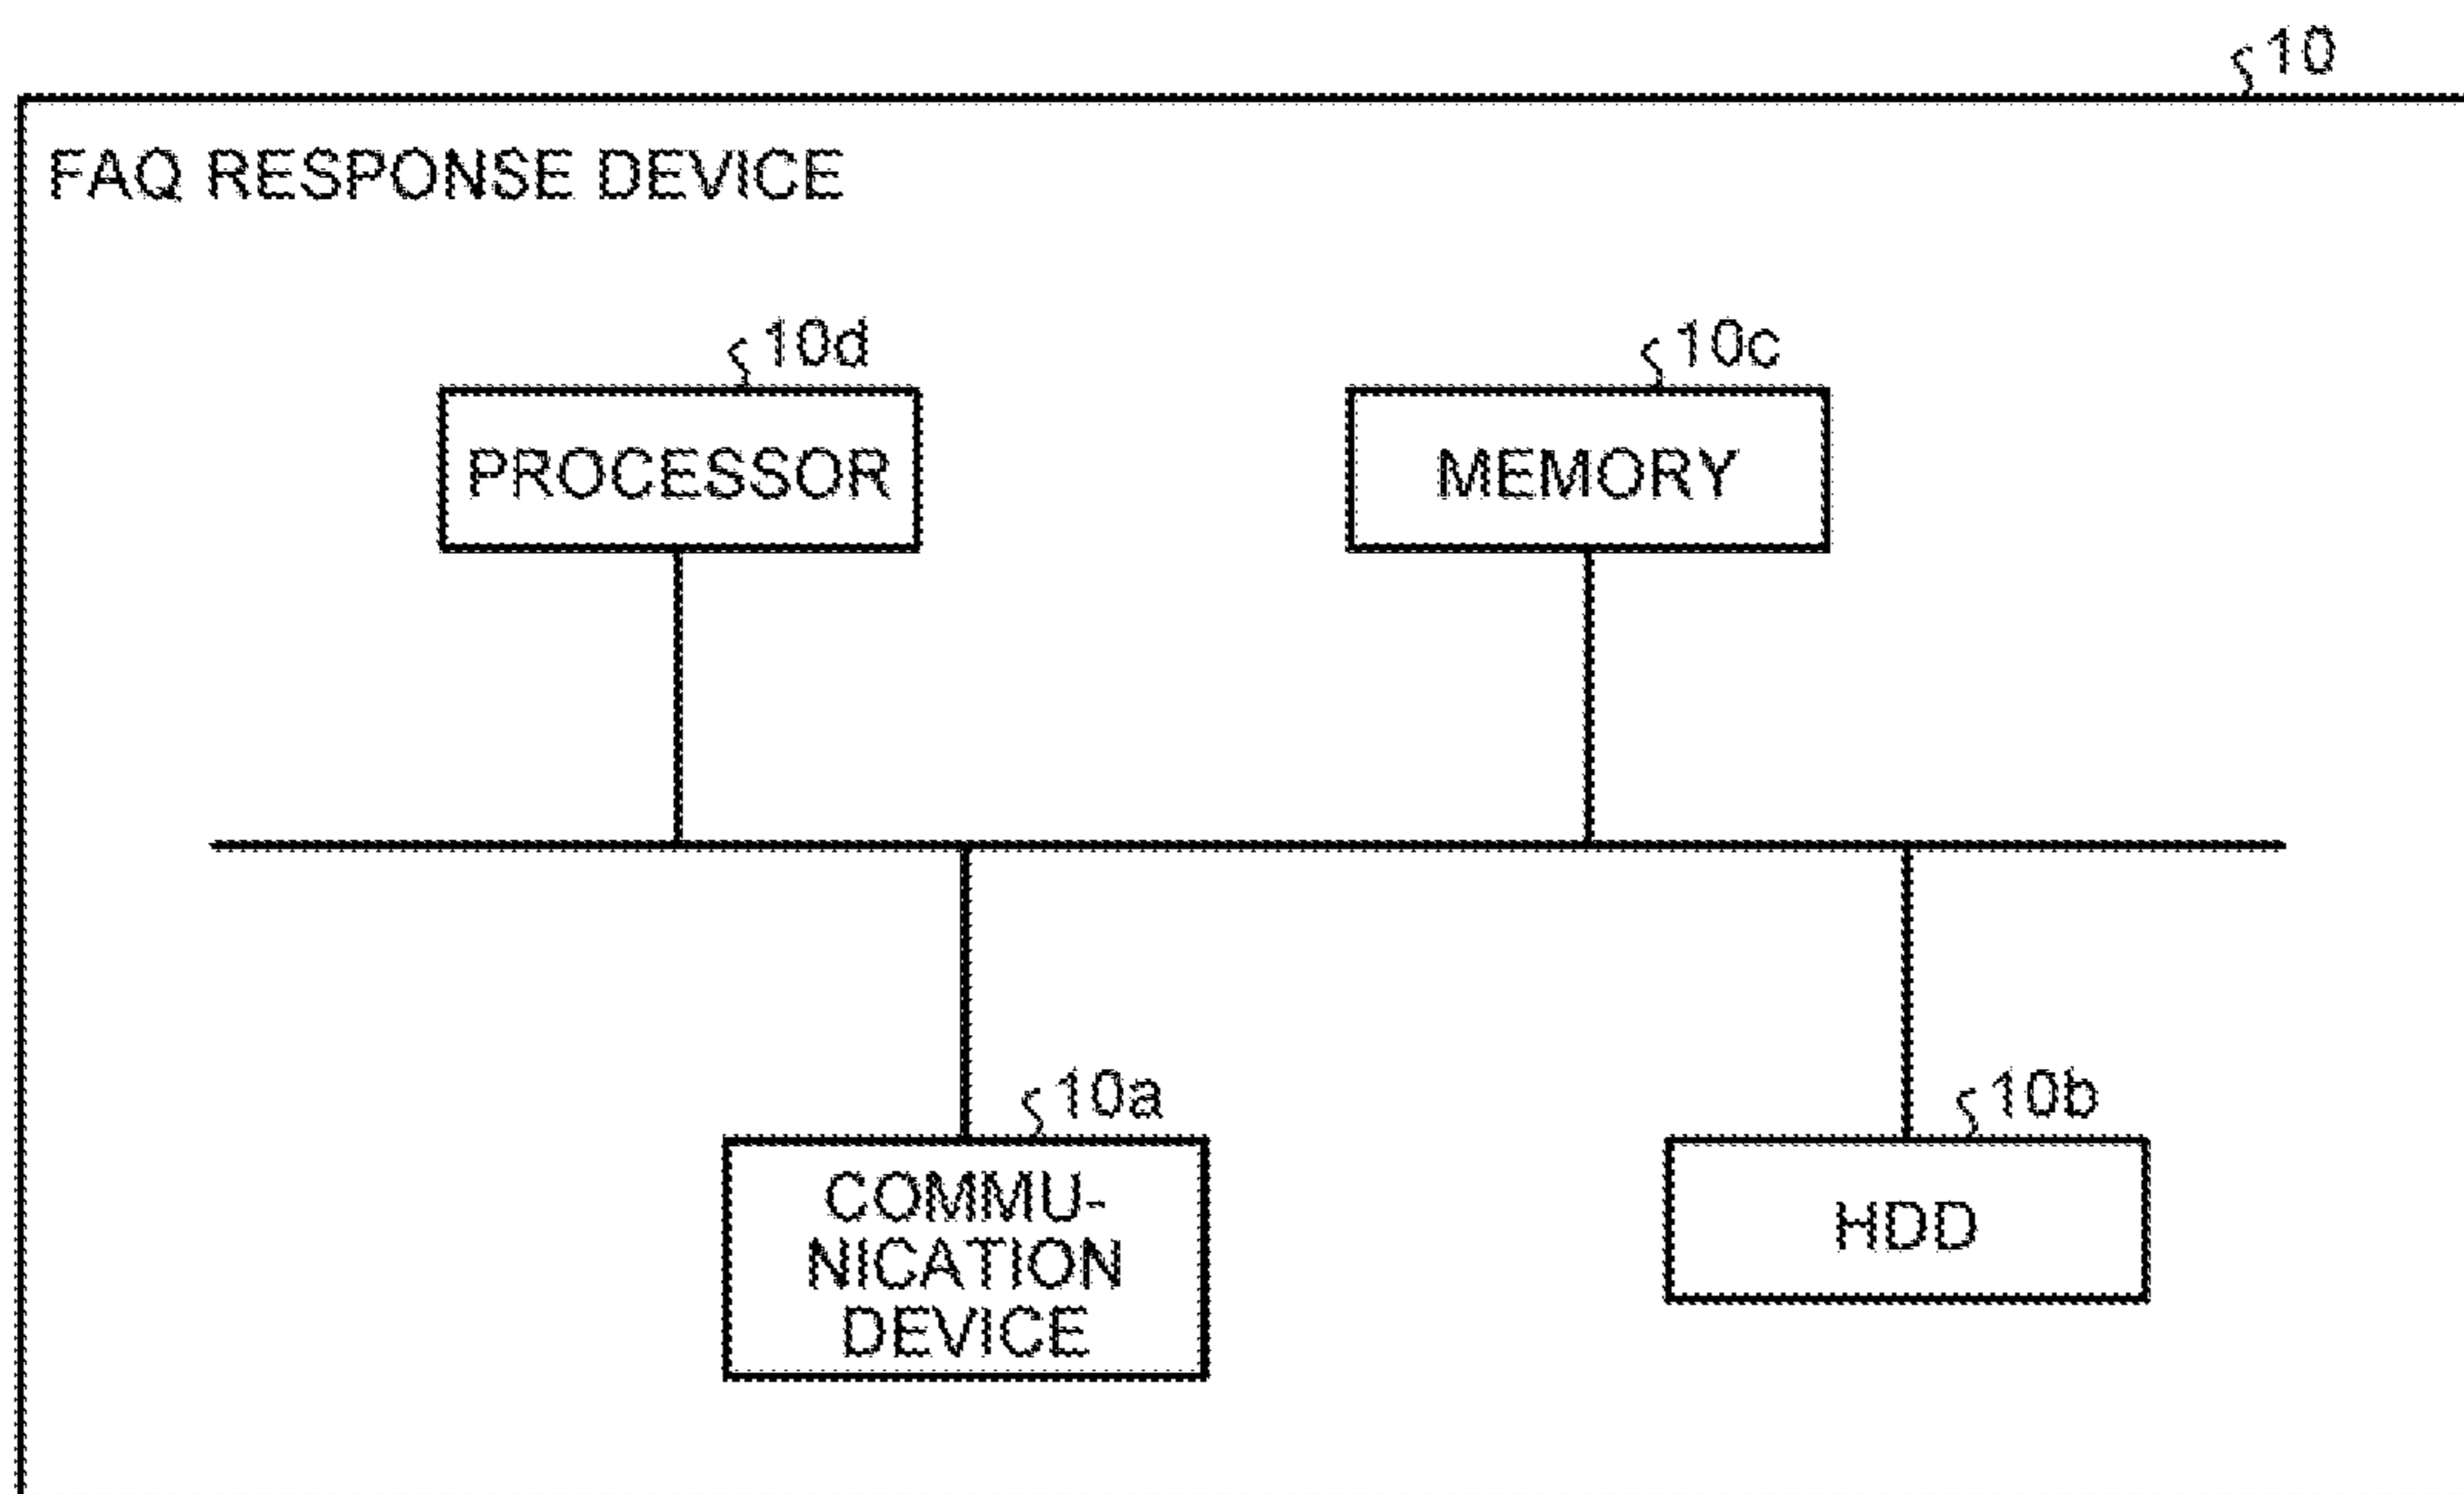 10
FAQ RESPONSE DEVICE
10d
10c
PROCESSOR
MEMORY
10a
10b
COMMU-
NICATION
DEVICE
HDD